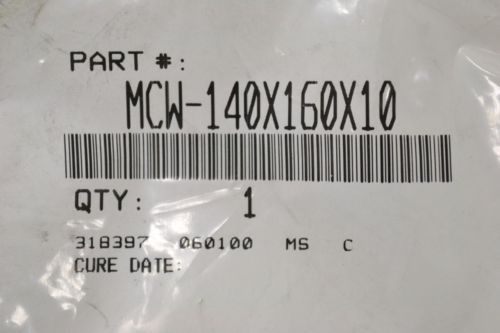 PART #:
MCW-140X160X10
QTY: 1
318397 060100 MS C
CURE DATE: